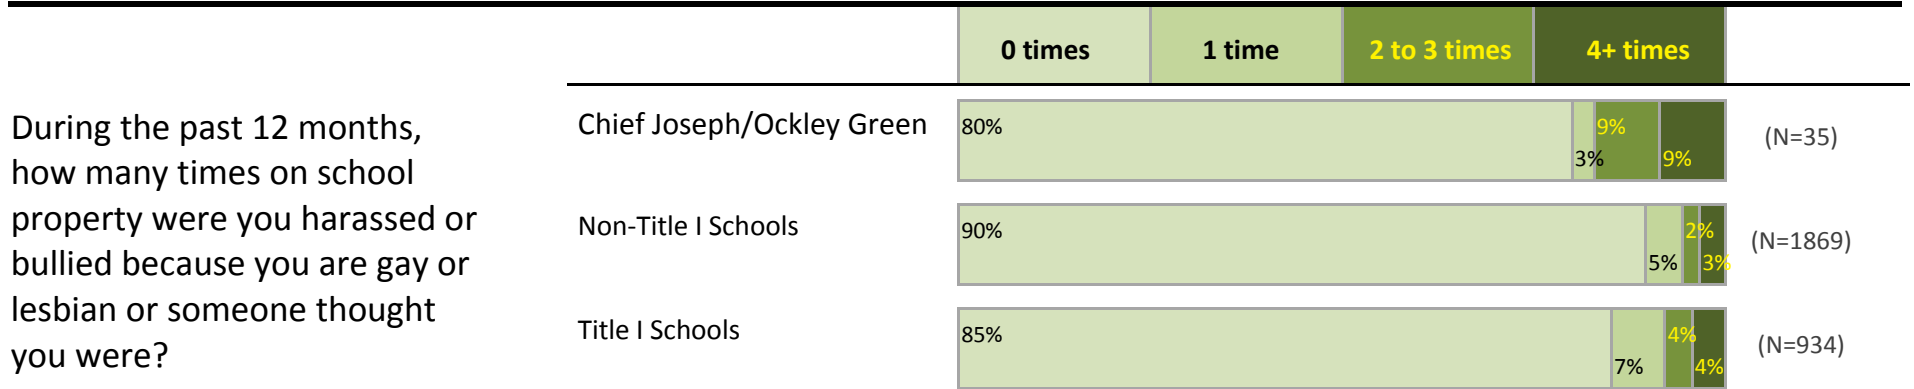 0 times 1 time 2 to 3 times 4+ times
During the past 12 months,
how many times on school
property were you harassed or
bullied because you are gay or
lesbian or someone thought
you were?
Chief Joseph/Ockley Green 80% 3% 9% 9% (N=35)
Non-Title I Schools 90% 5% 2% 3% (N=1869)
Title I Schools 85% 7% 4% 4% (N=934)